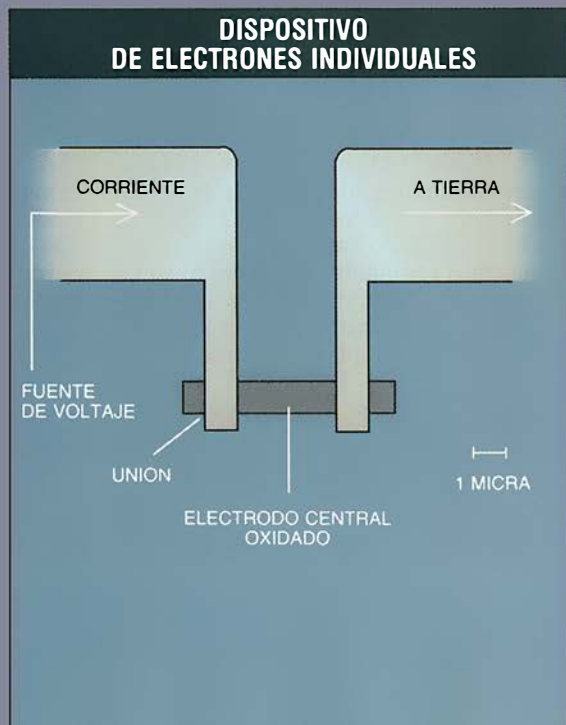 DISPOSITIVO
DE ELECTRONES INDIVIDUALES
CORRIENTE
A TIERRA
FUENTE
DE VOLTAJE
UNION
1 MICRA
ELECTRODO CENTRAL
OXIDADO